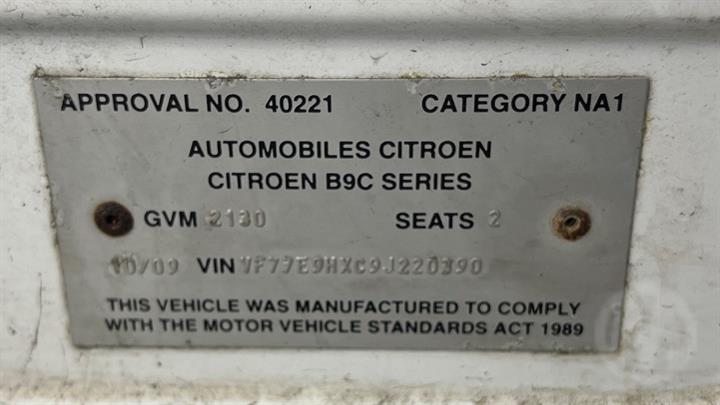 APPROVAL NO. 40221 CATEGORY NA1
AUTOMOBILES CITROEN
CITROEN B9C SERIES
GVM 2130 SEATS 2
10/09 VIN VF77E9HXC9J220390
THIS VEHICLE WAS MANUFACTURED TO COMPLY
WITH THE MOTOR VEHICLE STANDARDS ACT 1989